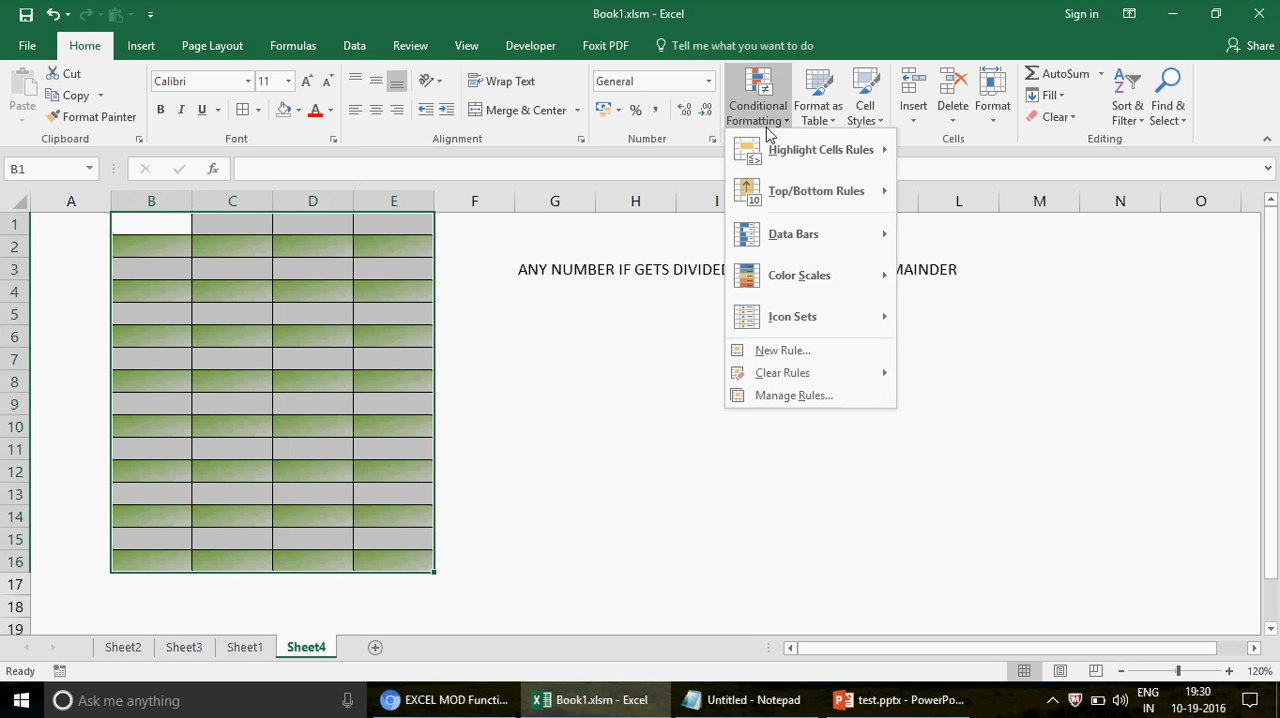 Book1.xlsm - Excel
Sign in
File
Home
Insert
Page Layout
Formulas
Data
Review
View
Developer
Foxit PDF
Tell me what you want to do
Share
Paste
Cut
Copy
Format Painter
Clipboard
Calibri
11
B I U
Font
Wrap Text
Merge & Center
Alignment
General
%
Number
Conditional
Formatting
Format as
Table
Cell
Styles
Insert
Delete
Format
Cells
AutoSum
Fill
Clear
Sort &
Filter
Find &
Select
Editing
Highlight Cells Rules
Top/Bottom Rules
Data Bars
Color Scales
Icon Sets
New Rule...
Clear Rules
Manage Rules...
B1
fx
A B C D E F G H I L M N O
1
2
3
ANY NUMBER IF GETS DIVIDED
MAINDER
4
5
6
7
8
9
10
11
12
13
14
15
16
17
18
19
Sheet2
Sheet3
Sheet1
Sheet4
Ready
120%
Ask me anything
EXCEL MOD Functi...
Book1.xlsm - Excel
Untitled - Notepad
test.pptx - PowerPo...
ENG
IN
19:30
10-19-2016